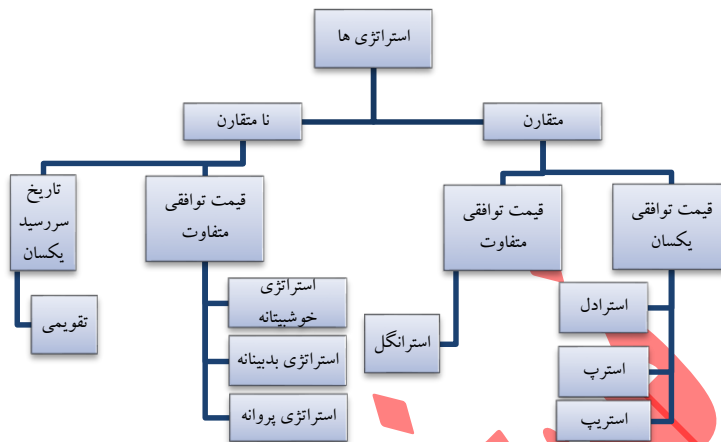 استراتژی ها
متقارن
نا متقارن
قیمت توافقی
یکسان
قیمت توافقی
متفاوت
قیمت توافقی
متفاوت
تاریخ
سررسید
یکسان
استرادل
استرپ
استریپ
استرانگل
استراتژی
خوشبینانه
استراتژی بدبینانه
استراتژی پروانه
تقویمی